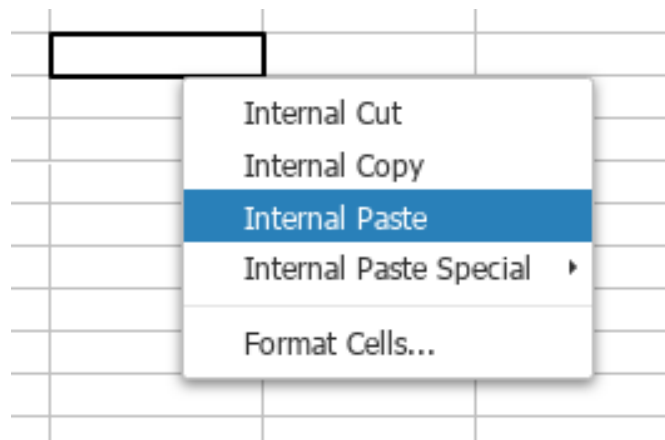 Internal Cut
Internal Copy
Internal Paste
Internal Paste Special
Format Cells...